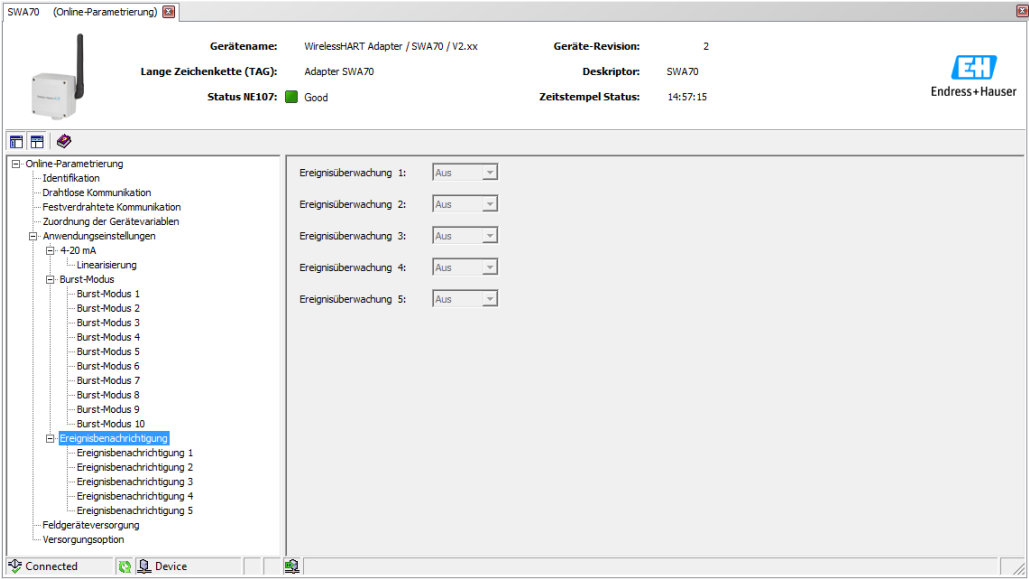 SWA70 (Online-Parametrierung)
Gerätename: WirelessHART Adapter / SWA70 / V2.xx Geräte-Revision: 2
Lange Zeichenkette (TAG): Adapter SWA70 Deskriptor: SWA70
Status NE107: Good Zeitstempel Status: 14:57:15
EH
Endress+Hauser
Online-Parametrierung
Identifikation
Drahtlose Kommunikation
Festverdrahtete Kommunikation
Zuordnung der Gerätevariablen
Anwendungseinstellungen
4-20 mA
Linearisierung
Burst-Modus
Burst-Modus 1
Burst-Modus 2
Burst-Modus 3
Burst-Modus 4
Burst-Modus 5
Burst-Modus 6
Burst-Modus 7
Burst-Modus 8
Burst-Modus 9
Burst-Modus 10
Ereignisbenachrichtigung
Ereignisbenachrichtigung 1
Ereignisbenachrichtigung 2
Ereignisbenachrichtigung 3
Ereignisbenachrichtigung 4
Ereignisbenachrichtigung 5
Feldgeräteversorgung
Versorgungsoption
Ereignisüberwachung 1: Aus
Ereignisüberwachung 2: Aus
Ereignisüberwachung 3: Aus
Ereignisüberwachung 4: Aus
Ereignisüberwachung 5: Aus
Connected Device